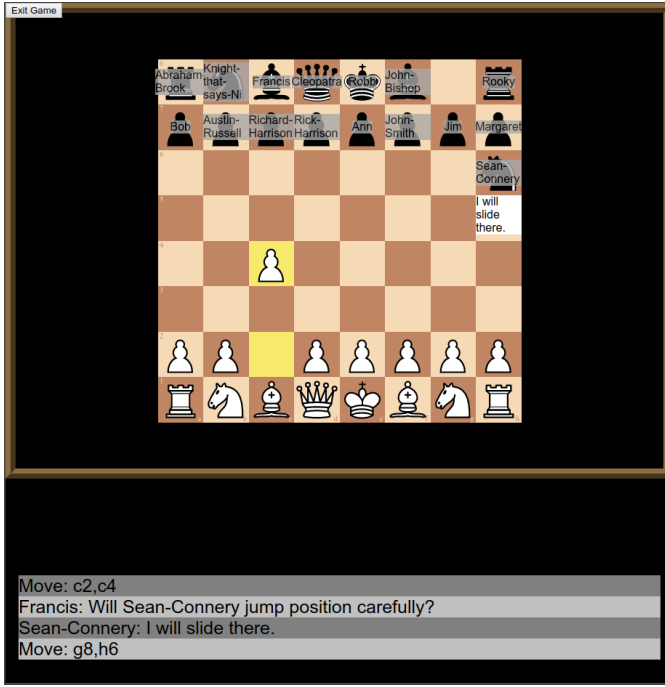 Exit Game
Abraham
Brook
Knight-
that-
says-Ni
Francis
Cleopatra
Robb
John-
Bishop
Rooky
Bob
Austin-
Russell
Richard-
Harrison
Rick-
Harrison
Ann
John-
Smith
Jim
Margaret
Sean-
Connery
I will
slide
there.
Move: c2,c4
Francis: Will Sean-Connery jump position carefully?
Sean-Connery: I will slide there.
Move: g8,h6